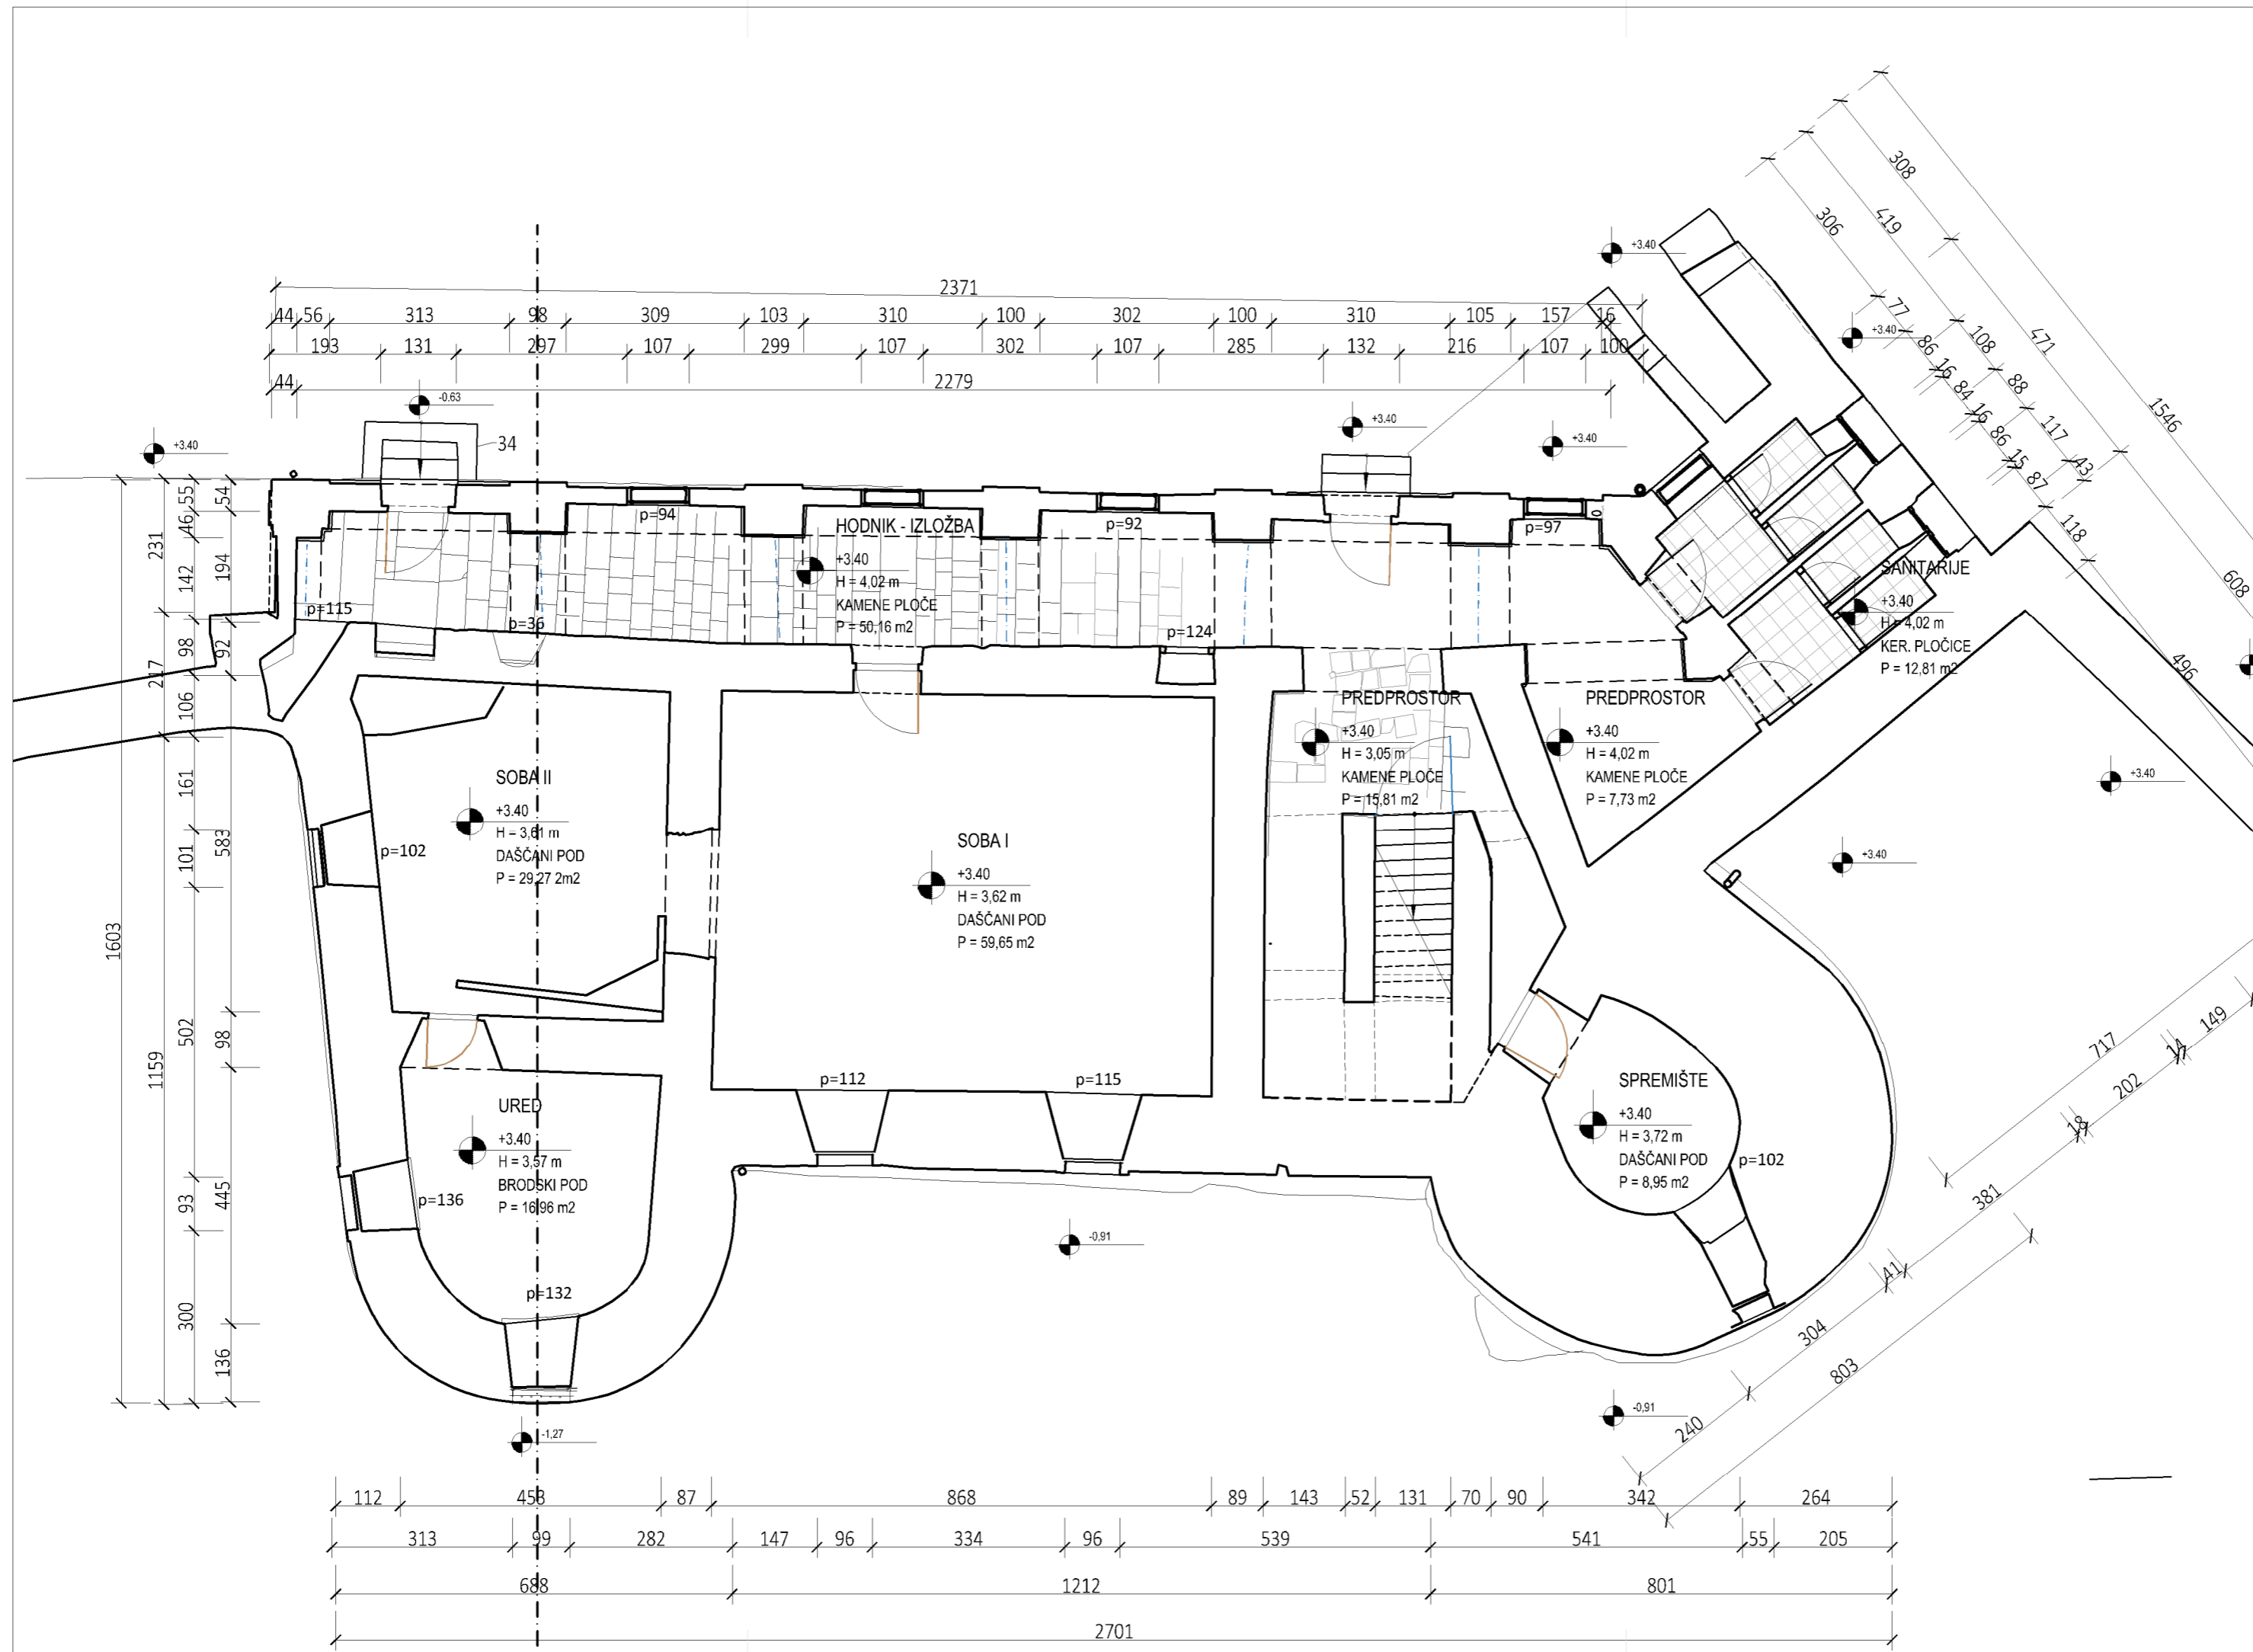 2371
44 56 313 98 309 103 310 100 302 100 310 105 157 16
193 131 297 107 299 107 302 107 285 132 216 107 100
44 2279
308
419
306
471
1546
77
108
86
16
88
84
16
117
86
43
15
87
118
608
496
+3.40
+3.40
-0.63
+3.40
+3.40
+3.40
34
p=94
p=92
p=97
p=115
p=36
p=124
HODNIK - IZLOŽBA
+3.40
H = 4,02 m
KAMENE PLOČE
P = 50,16 m2
SANITARIJE
+3.40
H = 4,02 m
KER. PLOČICE
P = 12,81 m2
PREDPROSTOR
+3.40
H = 3,05 m
KAMENE PLOČE
P = 15,81 m2
PREDPROSTOR
+3.40
H = 4,02 m
KAMENE PLOČE
P = 7,73 m2
SOBA II
+3.40
H = 3,61 m
DAŠČANI POD
P = 29,27 2m2
p=102
SOBA I
+3.40
H = 3,62 m
DAŠČANI POD
P = 59,65 m2
+3.40
+3.40
p=112
p=115
URED
+3.40
H = 3,57 m
BRODSKI POD
P = 16,96 m2
p=136
p=132
SPREMIŠTE
+3.40
H = 3,72 m
DAŠČANI POD
P = 8,95 m2
p=102
-0,91
-0,91
-1,27
1603
231
217
1159
55
46
142
98
106
161
101
502
93
300
54
194
92
583
98
445
136
149
14
717
202
18
381
41
304
803
240
112 453 87 868 89 143 52 131 70 90 342 264
313 99 282 147 96 334 96 539 541 55 205
688 1212 801
2701